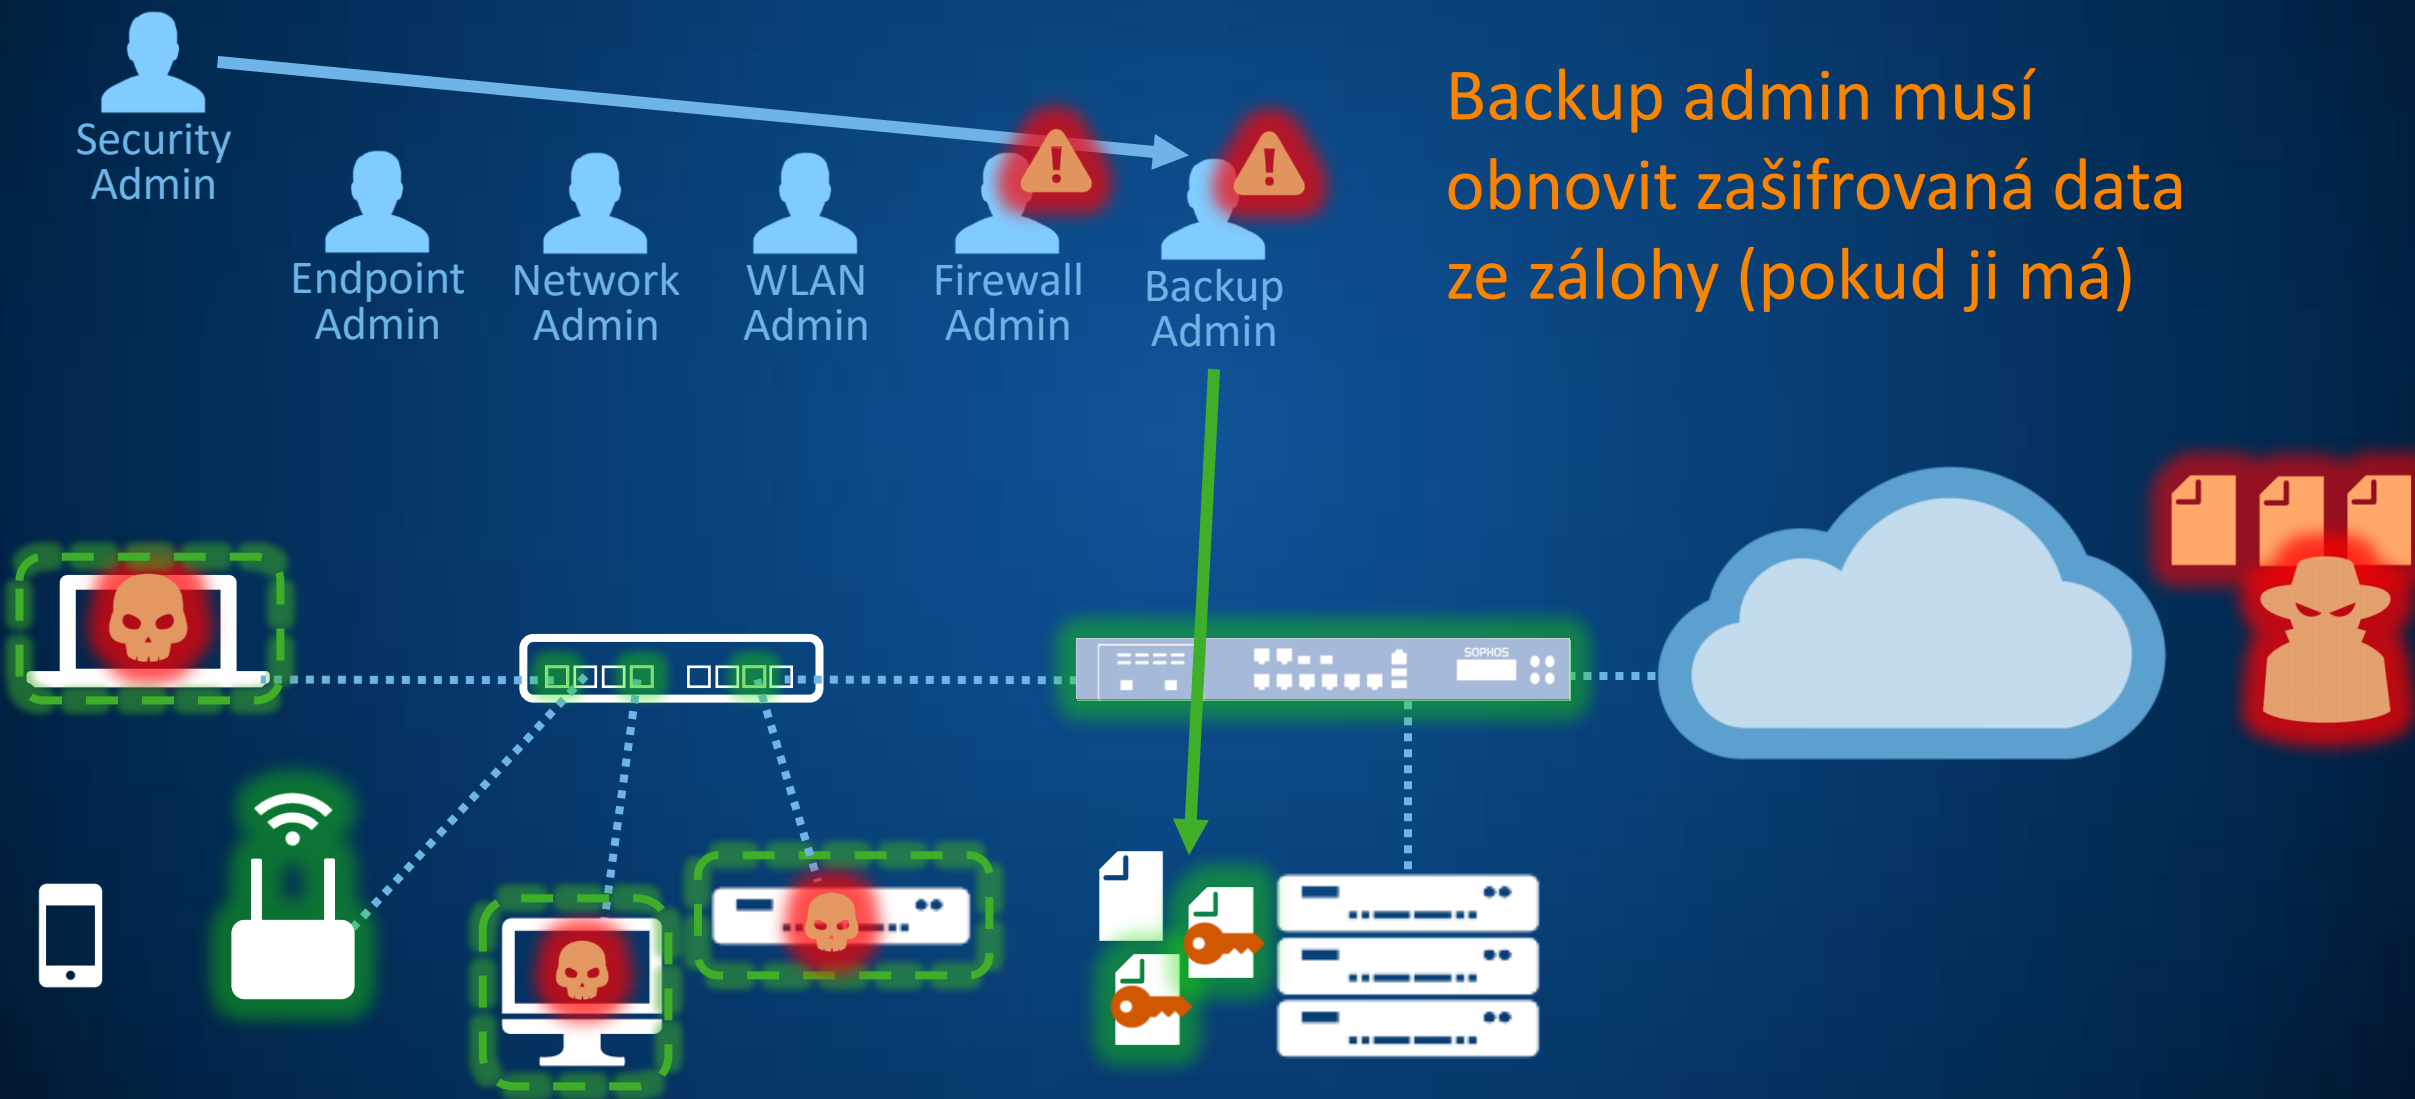 Security
Admin
Endpoint
Admin
Network
Admin
WLAN
Admin
Firewall
Admin
Backup
Admin
Backup admin musí
obnovit zašifrovaná data
ze zálohy (pokud ji má)
SOPHOS